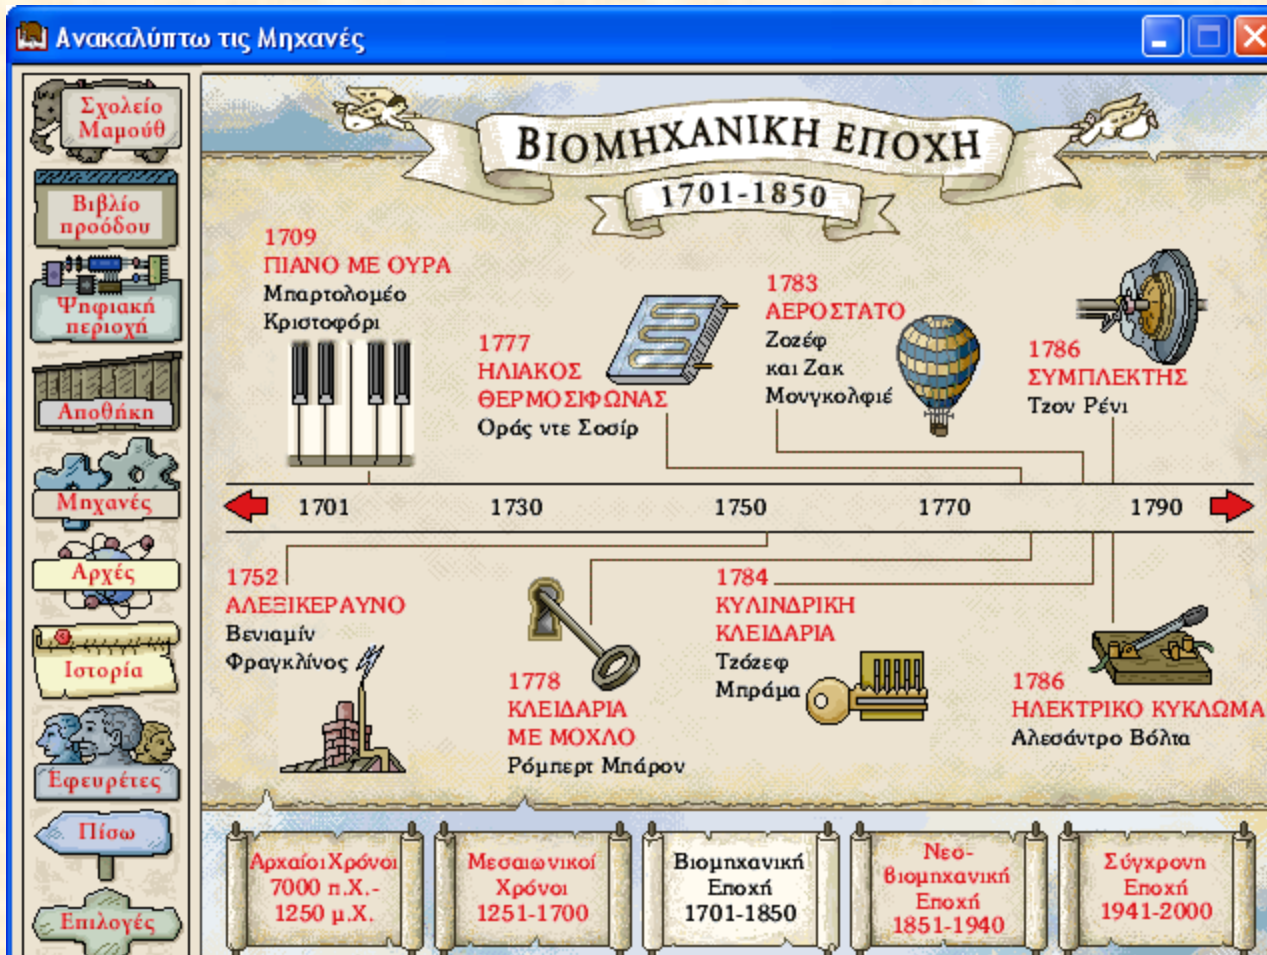 Ανακαλύπτω τις Μηχανές
Σχολείο
Μαμούθ
Βιβλίο
προόδου
Ψηφιακή
περιοχή
Αποθήκη
Μηχανές
Αρχές
Ιστορία
Εφευρέτες
Πίσω
Επιλογές
ΒΙΟΜΗΧΑΝΙΚΗ ΕΠΟΧΗ
1701-1850
1709
ΠΙΑΝΟ ΜΕ ΟΥΡΑ
Μπαρτολομέο
Κριστοφόρι
1777
ΗΛΙΑΚΟΣ
ΘΕΡΜΟΣΙΦΩΝΑΣ
Οράς ντε Σοσίρ
1783
ΑΕΡΟΣΤΑΤΟ
Ζοζέφ
και Ζακ
Μονγκολφιέ
1786
ΣΥΜΠΛΕΚΤΗΣ
Τζον Ρένι
1701 1730 1750 1770 1790
1752
ΑΛΕΞΙΚΕΡΑΥΝΟ
Βενιαμίν
Φραγκλίνος
1778
ΚΛΕΙΔΑΡΙΑ
ΜΕ ΜΟΧΛΟ
Ρόμπερτ Μπάρον
1784
ΚΥΛΙΝΔΡΙΚΗ
ΚΛΕΙΔΑΡΙΑ
Τζόζεφ
Μπράμα
1786
ΗΛΕΚΤΡΙΚΟ ΚΥΚΛΩΜΑ
Αλεσάντρο Βόλτα
Αρχαίοι Χρόνοι
7000 π.Χ.-
1250 μ.Χ.
Μεσαιωνικοί
Χρόνοι
1251-1700
Βιομηχανική
Εποχή
1701-1850
Νεο-
βιομηχανική
Εποχή
1851-1940
Σύγχρονη
Εποχή
1941-2000